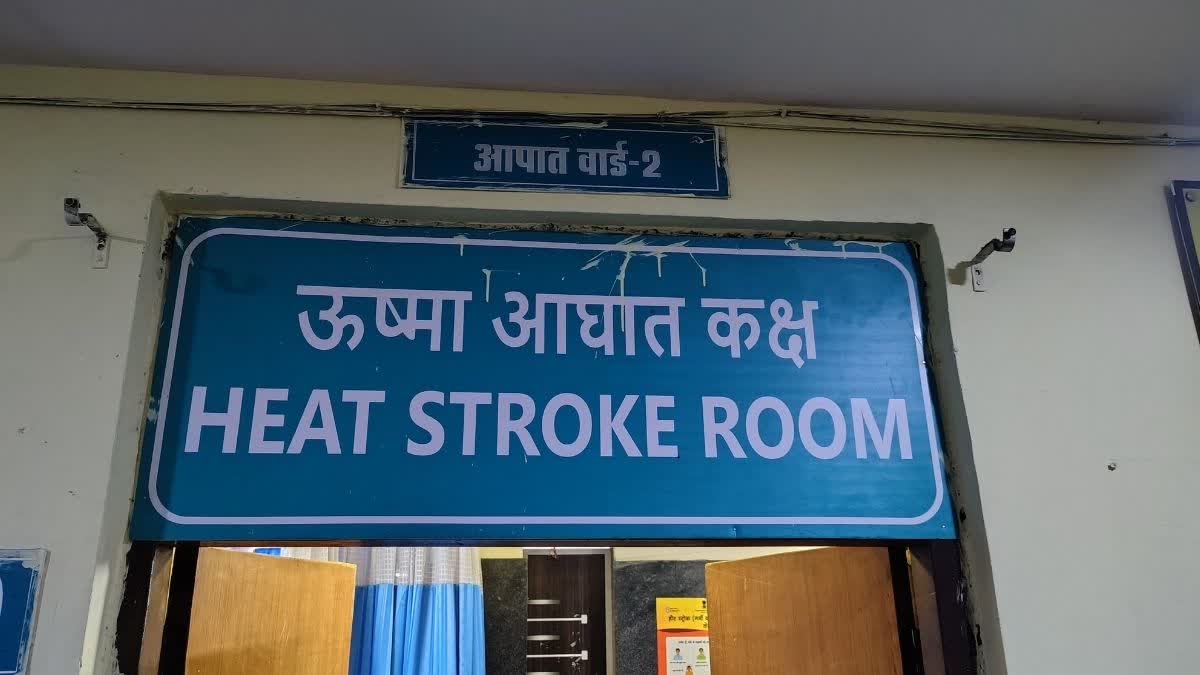 आपात वार्ड-2
ऊष्मा आघात कक्ष
HEAT STROKE ROOM
हीट स्ट्रोक